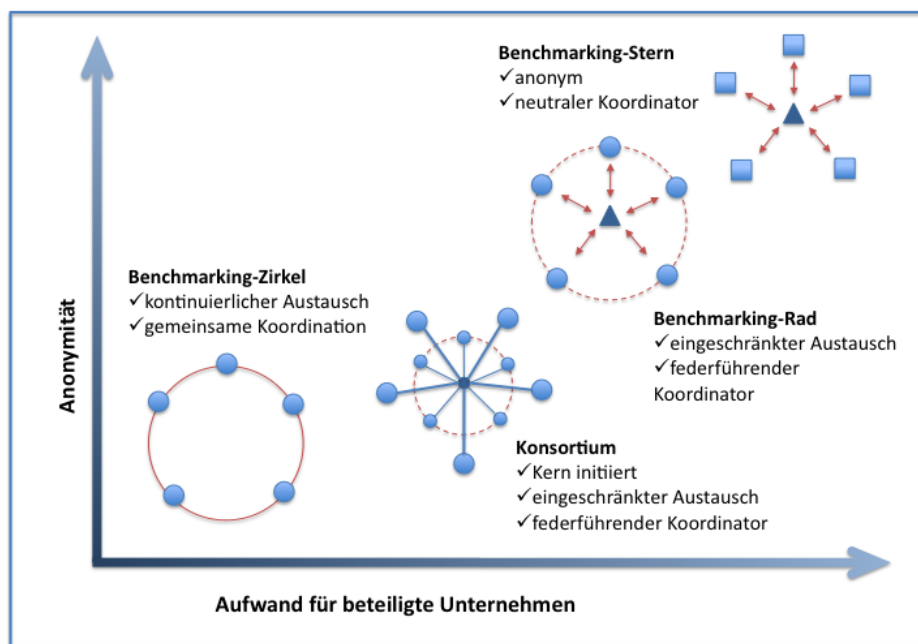 Benchmarking-Stern
✓anonym
✓neutraler Koordinator
Benchmarking-Zirkel
✓kontinuierlicher Austausch
✓gemeinsame Koordination
Benchmarking-Rad
✓eingeschränkter Austausch
✓federführender
Koordinator
Konsortium
✓Kern initiiert
✓eingeschränkter Austausch
✓federführender Koordinator
Anonymität
Aufwand für beteiligte Unternehmen